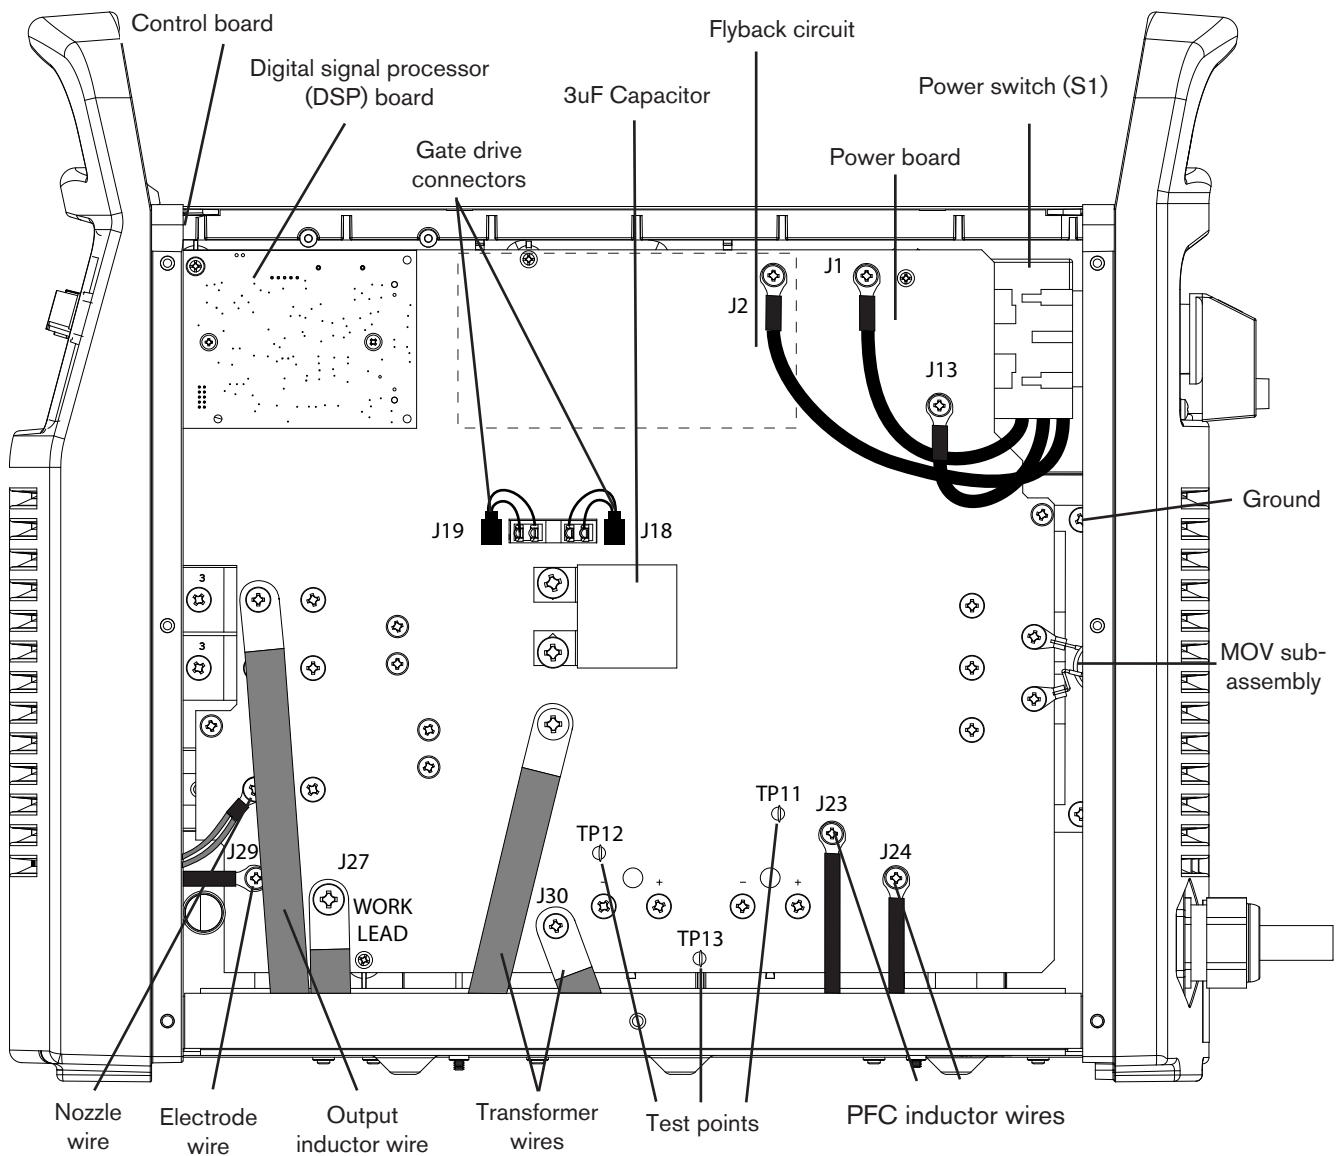 Control board
Flyback circuit
Digital signal processor
(DSP) board
3uF Capacitor
Power switch (S1)
Gate drive
connectors
Power board
J1
J2
J13
Ground
J19
J18
3
3
MOV sub-
assembly
TP11
J23
TP12
J29
J27
J24
- +
- +
WORK
LEAD
J30
TP13
Nozzle
wire
Electrode
wire
Output
inductor wire
Transformer
wires
Test points
PFC inductor wires